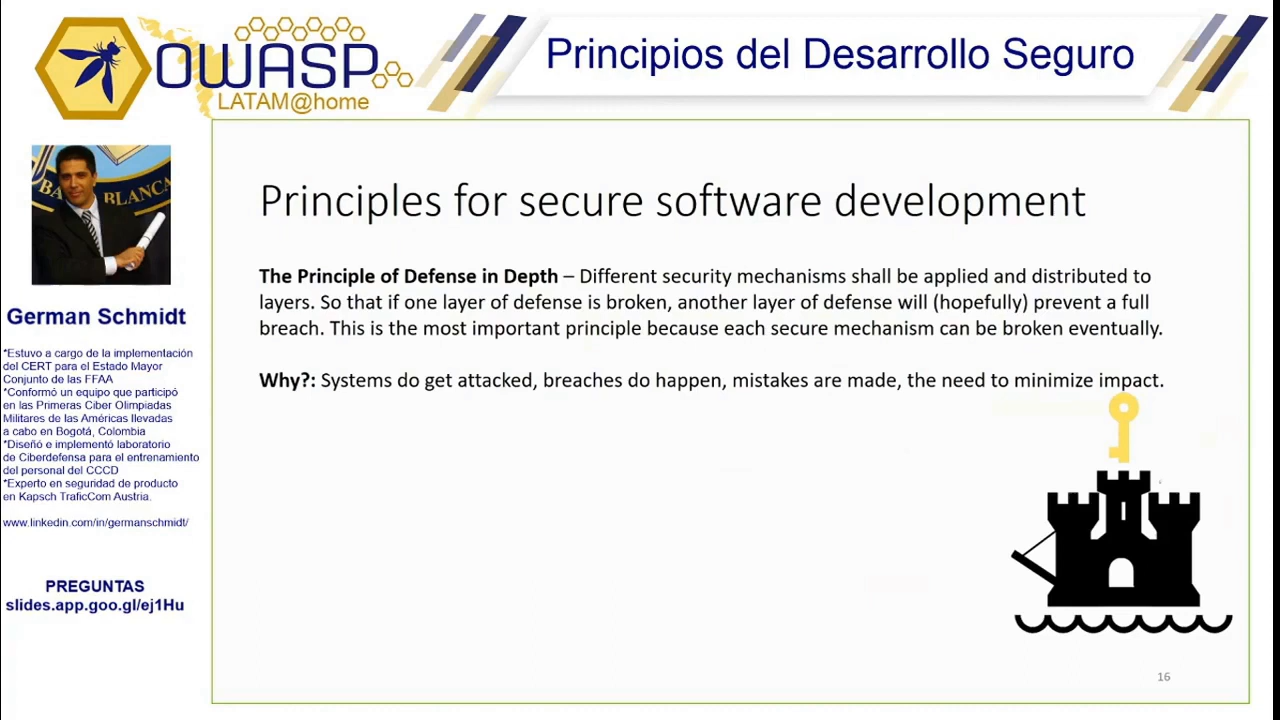 OWASP
LATAM@home
Principios del Desarrollo Seguro
BA BLANCA
German Schmidt
*Estuvo a cargo de la implementación
del CERT para el Estado Mayor
Conjunto de las FFAA
*Conformó un equipo que participó
en las Primeras Ciber Olimpiadas
Militares de las Américas llevadas
a cabo en Bogotá, Colombia
*Diseñó e implementó laboratorio
de Ciberdefensa para el entrenamiento
del personal del CCCD
*Experto en seguridad de producto
en Kapsch TraficCom Austria.
www.linkedin.com/in/germanschmidt/
PREGUNTAS
slides.app.goo.gl/ej1Hu
Principles for secure software development
The Principle of Defense in Depth – Different security mechanisms shall be applied and distributed to
layers. So that if one layer of defense is broken, another layer of defense will (hopefully) prevent a full
breach. This is the most important principle because each secure mechanism can be broken eventually.
Why?: Systems do get attacked, breaches do happen, mistakes are made, the need to minimize impact.
16